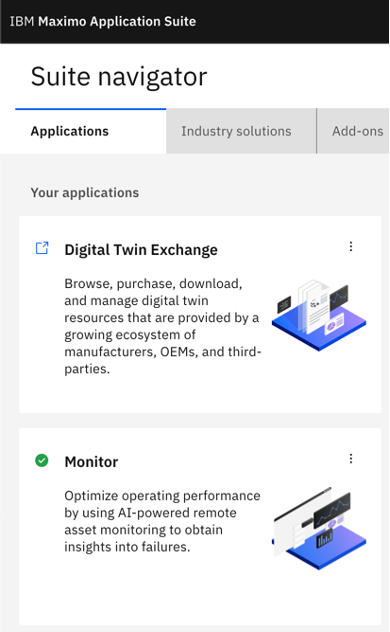 IBM Maximo Application Suite
Suite navigator
Applications
Industry solutions
Add-ons
Your applications
Digital Twin Exchange
Browse, purchase, download,
and manage digital twin
resources that are provided by a
growing ecosystem of
manufacturers, OEMs, and third-
parties.
Monitor
Optimize operating performance
by using AI-powered remote
asset monitoring to obtain
insights into failures.